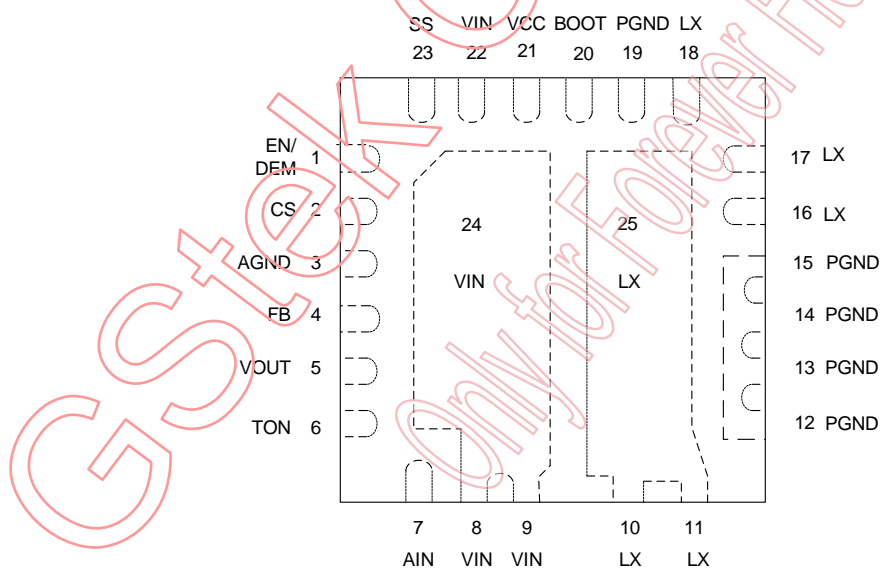 SS VIN VCC BOOT PGND LX
23 22 21 20 19 18
EN/
DEM 1
CS 2
AGND 3
FB 4
VOUT 5
TON 6
24
VIN
25
LX
17 LX
16 LX
15 PGND
14 PGND
13 PGND
12 PGND
7 8 9 10 11
AIN VIN VIN LX LX
GStek
Only for Forever